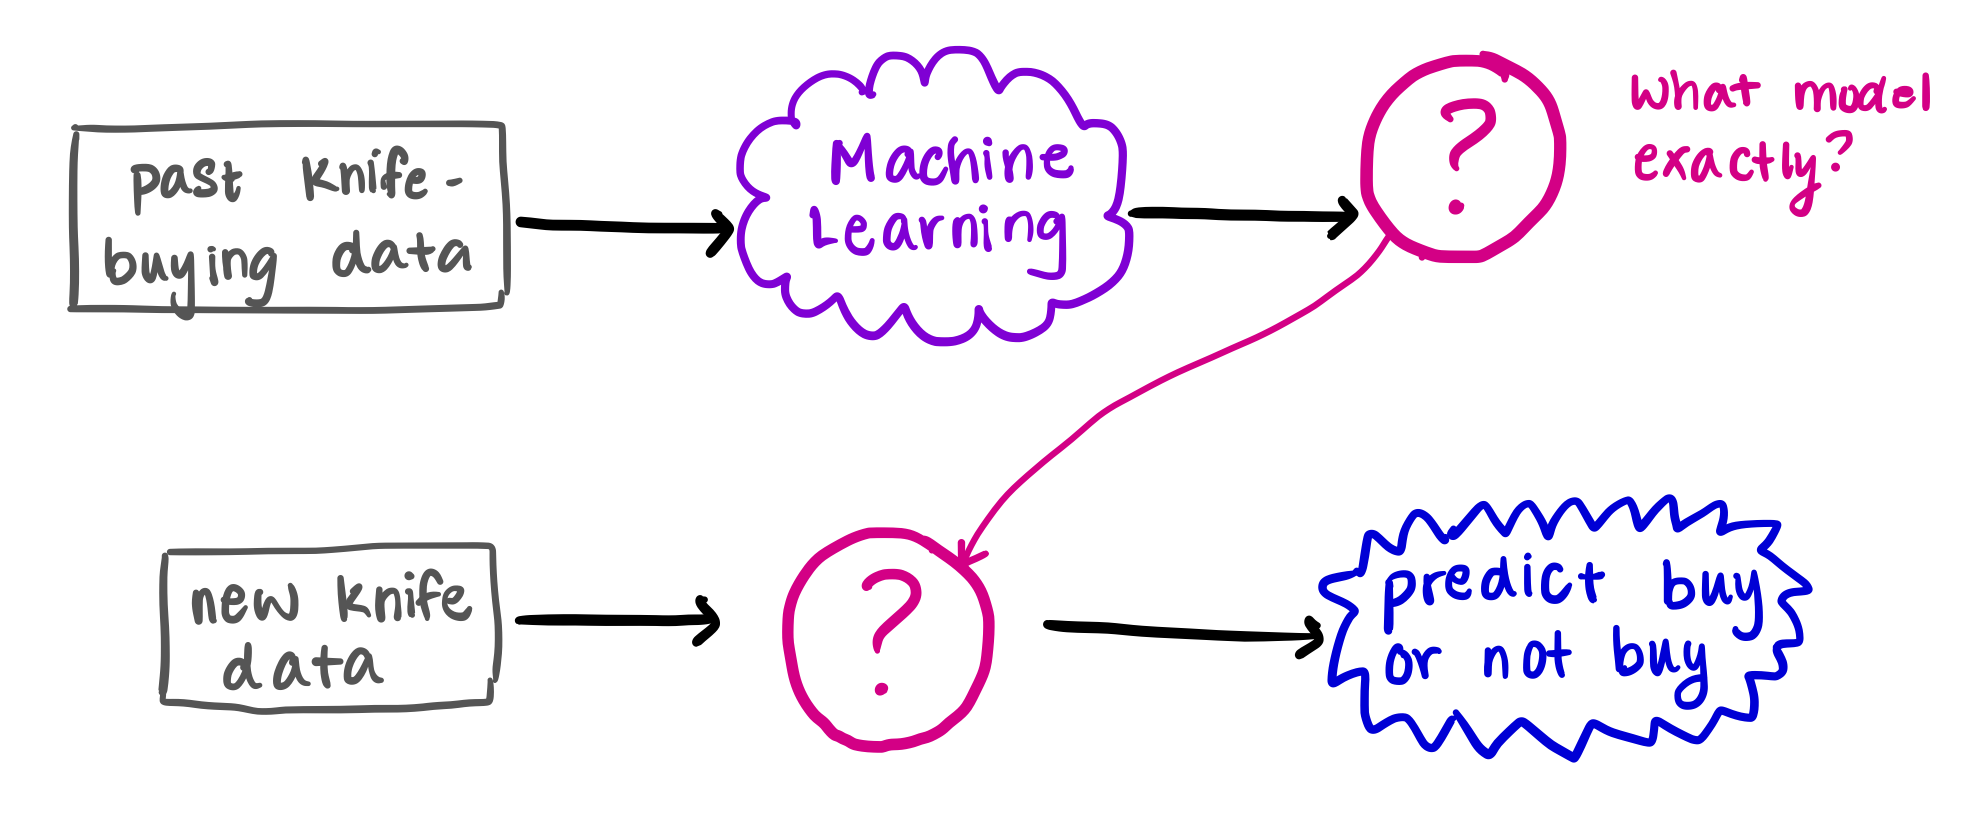 past knife-
buying data
Machine
Learning
?
What model
exactly?
new knife
data
?
predict buy
or not buy